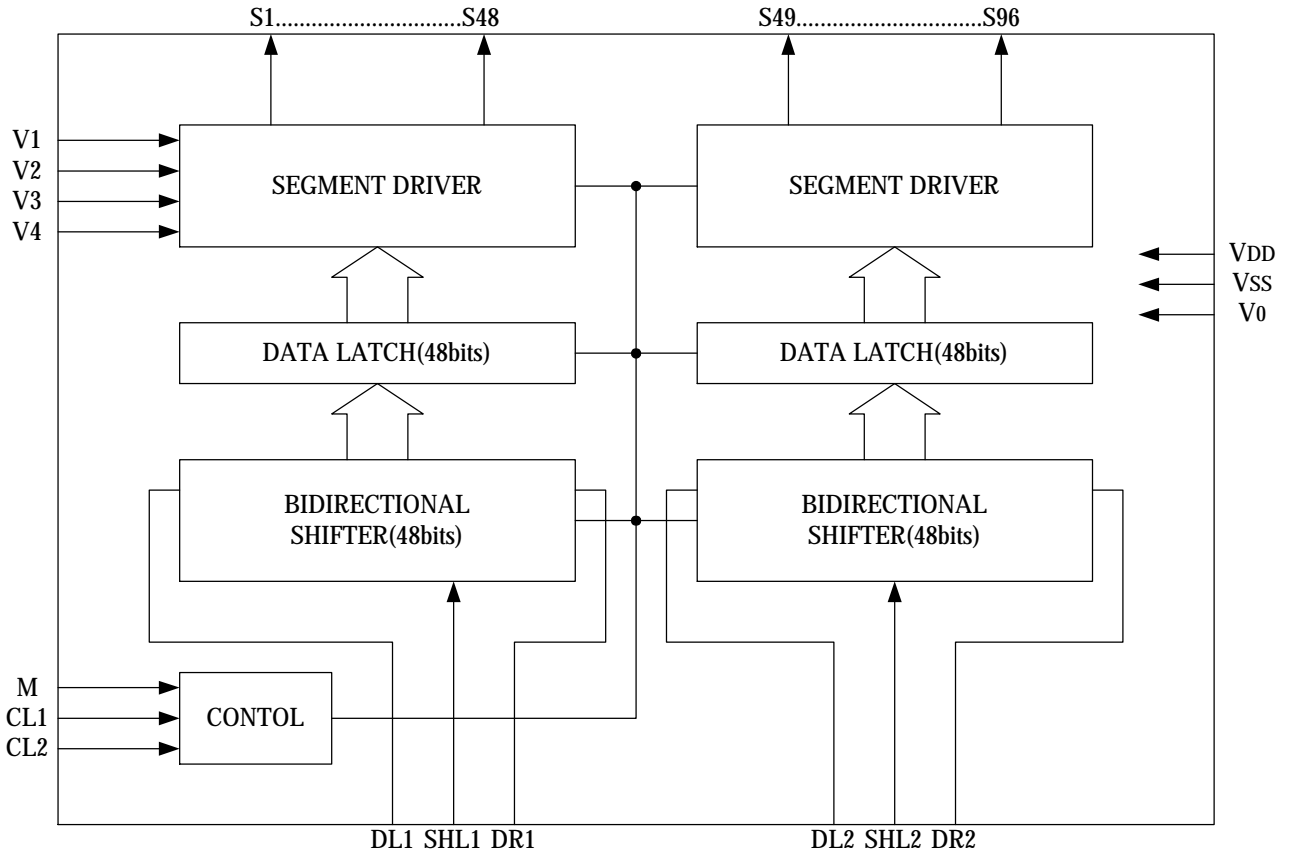 S1...............................S48
S49...............................S96
V1
V2
V3
V4
SEGMENT DRIVER
SEGMENT DRIVER
VDD
VSS
V0
DATA LATCH(48bits)
DATA LATCH(48bits)
BIDIRECTIONAL
SHIFTER(48bits)
BIDIRECTIONAL
SHIFTER(48bits)
M
CL1
CL2
CONTOL
DL1 SHL1 DR1
DL2 SHL2 DR2